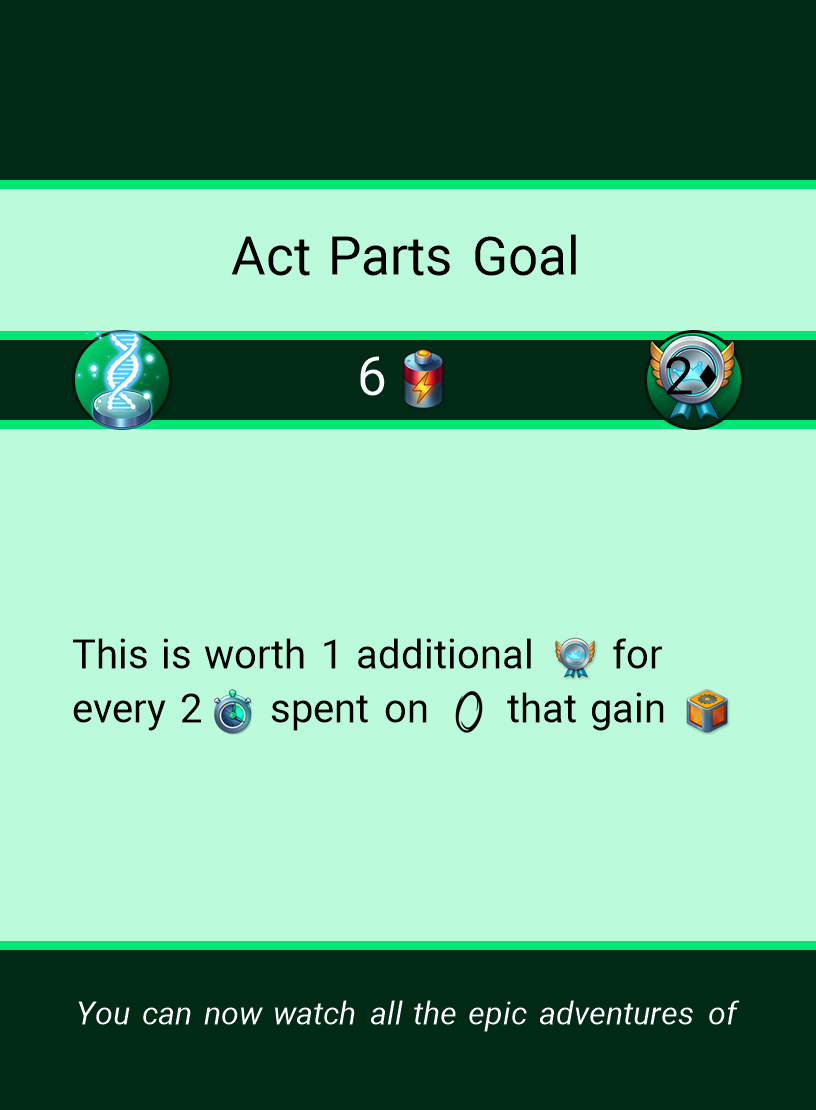 Act Parts Goal
6
2♦
This is worth 1 additional for
every 2 spent on that gain
You can now watch all the epic adventures of